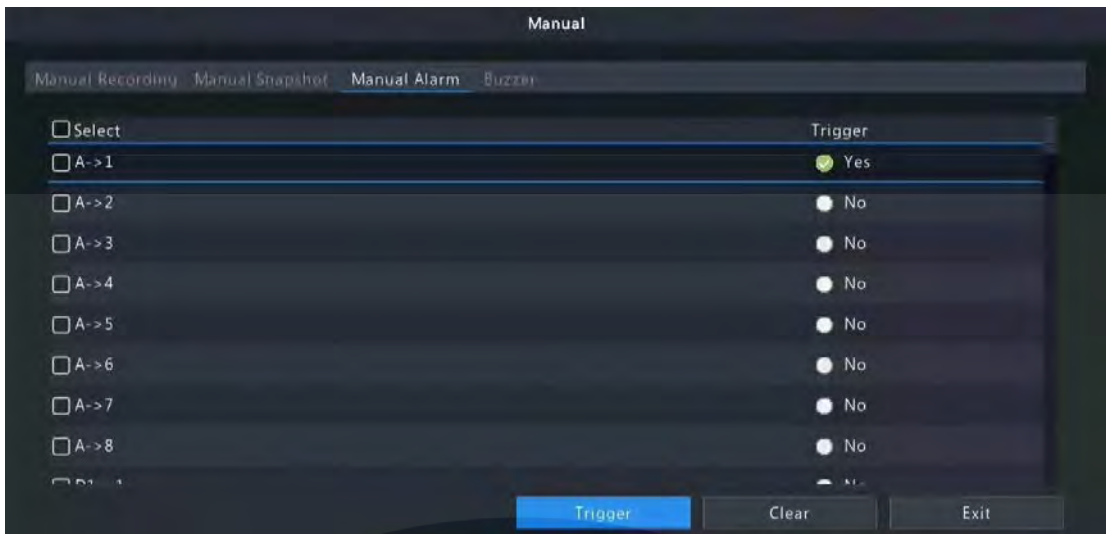 Manual
Manual Recording Manual Snapshot Manual Alarm Buzzer
Select Trigger
A->1 Yes
A->2 No
A->3 No
A->4 No
A->5 No
A->6 No
A->7 No
A->8 No
Trigger Clear Exit